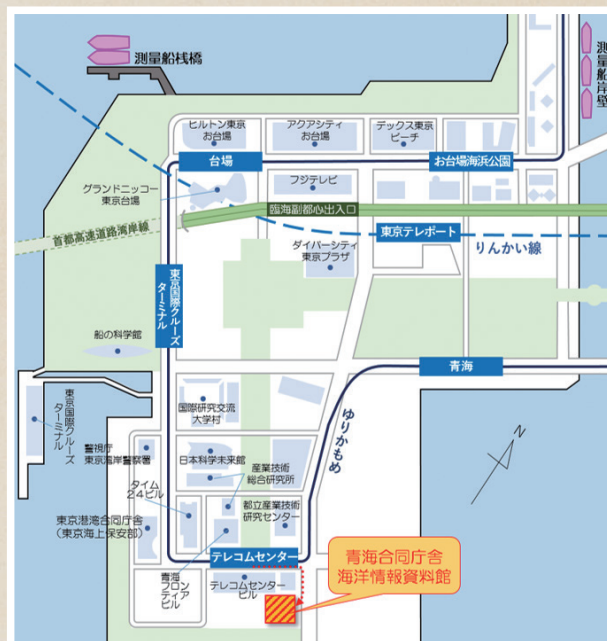 測量船桟橋
測量船岸壁
ヒルトン東京
お台場
アクアシティ
お台場
デックス東京
ビーチ
台場
お台場海浜公園
グランドニッコー
東京台場
フジテレビ
臨海副都心出入口
首都高速道路湾岸線
東京テレポート
りんかい線
ダイバーシティ
東京プラザ
東京国際クルーズ
ターミナル
船の科学館
青海
東京国際クルーズ
ターミナル
国際研究交流
大学村
ゆりかもめ
警視庁
東京湾岸警察署
日本科学未来館
産業技術
総合研究所
タイム
24ビル
都立産業技術
研究センター
東京港湾合同庁舎
(東京海上保安部)
N
テレコムセンター
青海
フロン
ティア
ビル
テレコムセンター
ビル
青海合同庁舎
海洋情報資料館